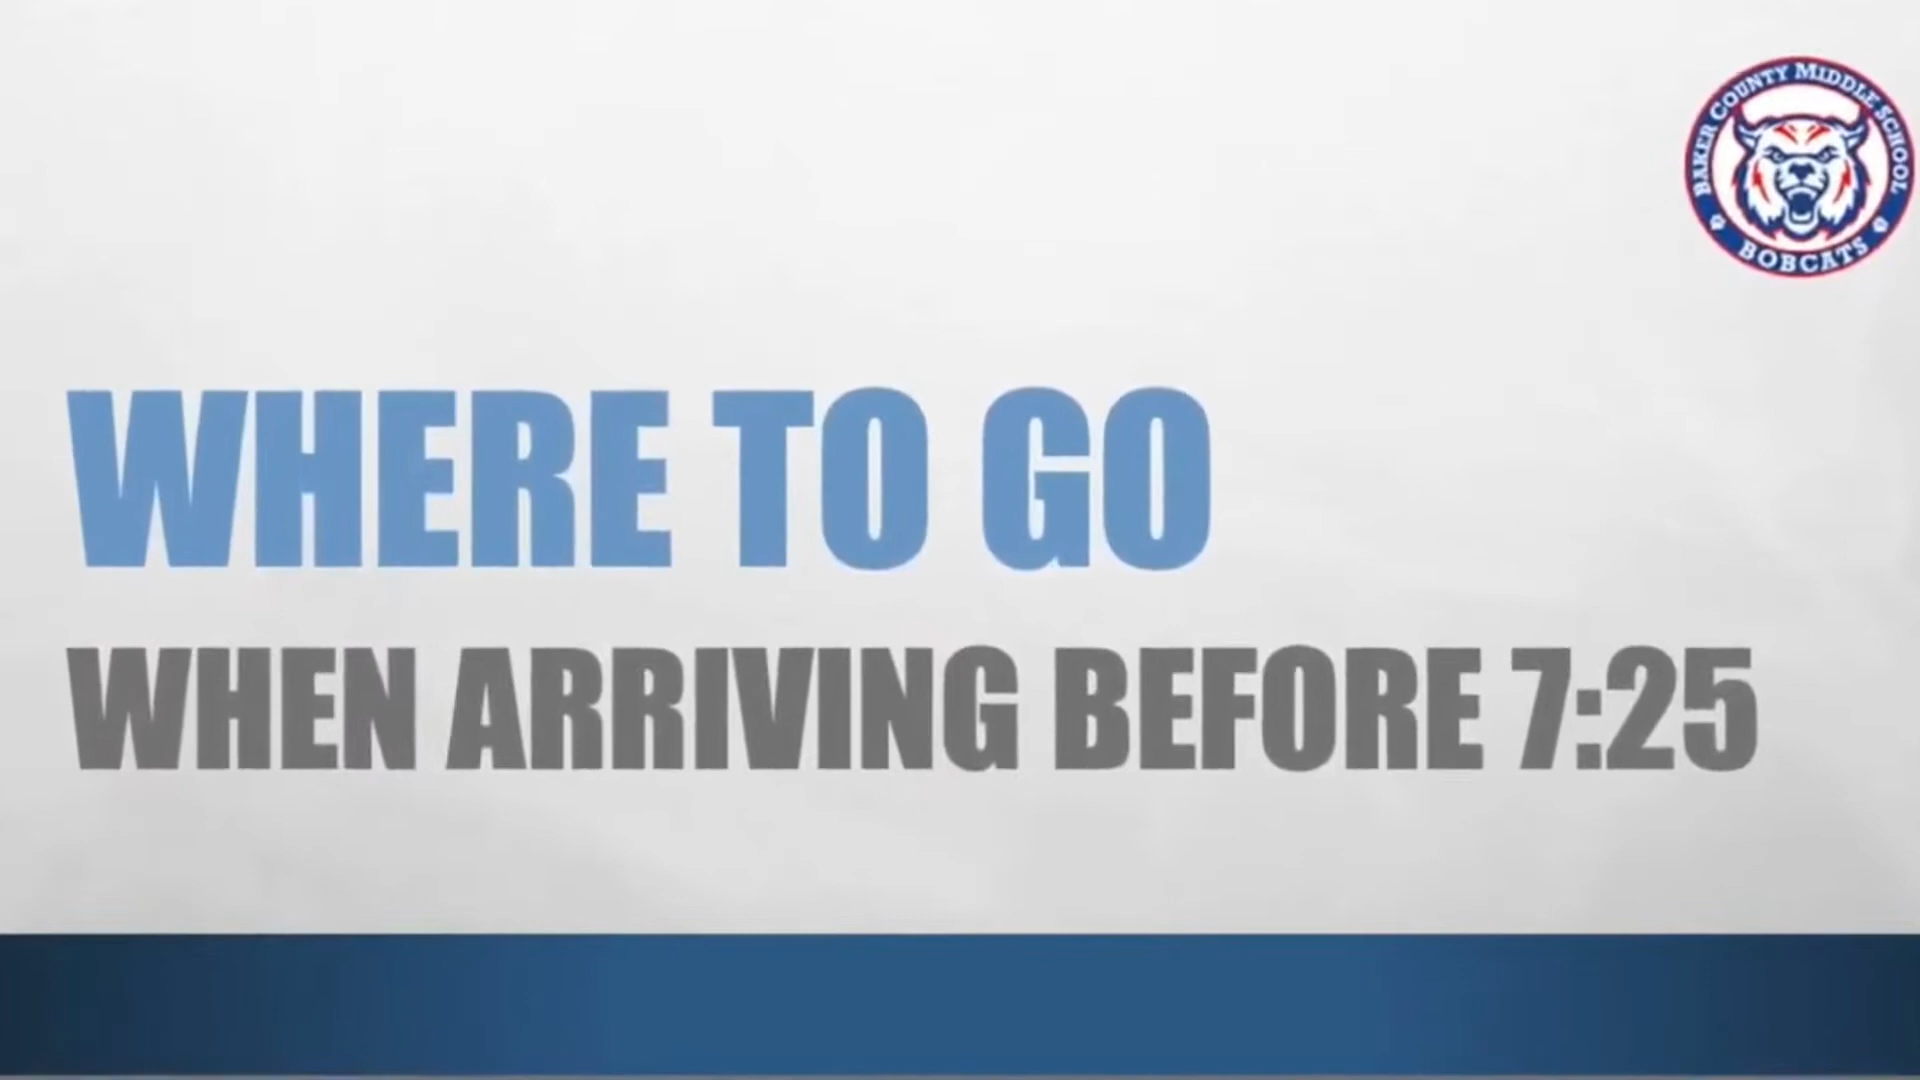 BAKER COUNTY MIDDLE SCHOOL
BOBCATS
WHERE TO GO
WHEN ARRIVING BEFORE 7:25